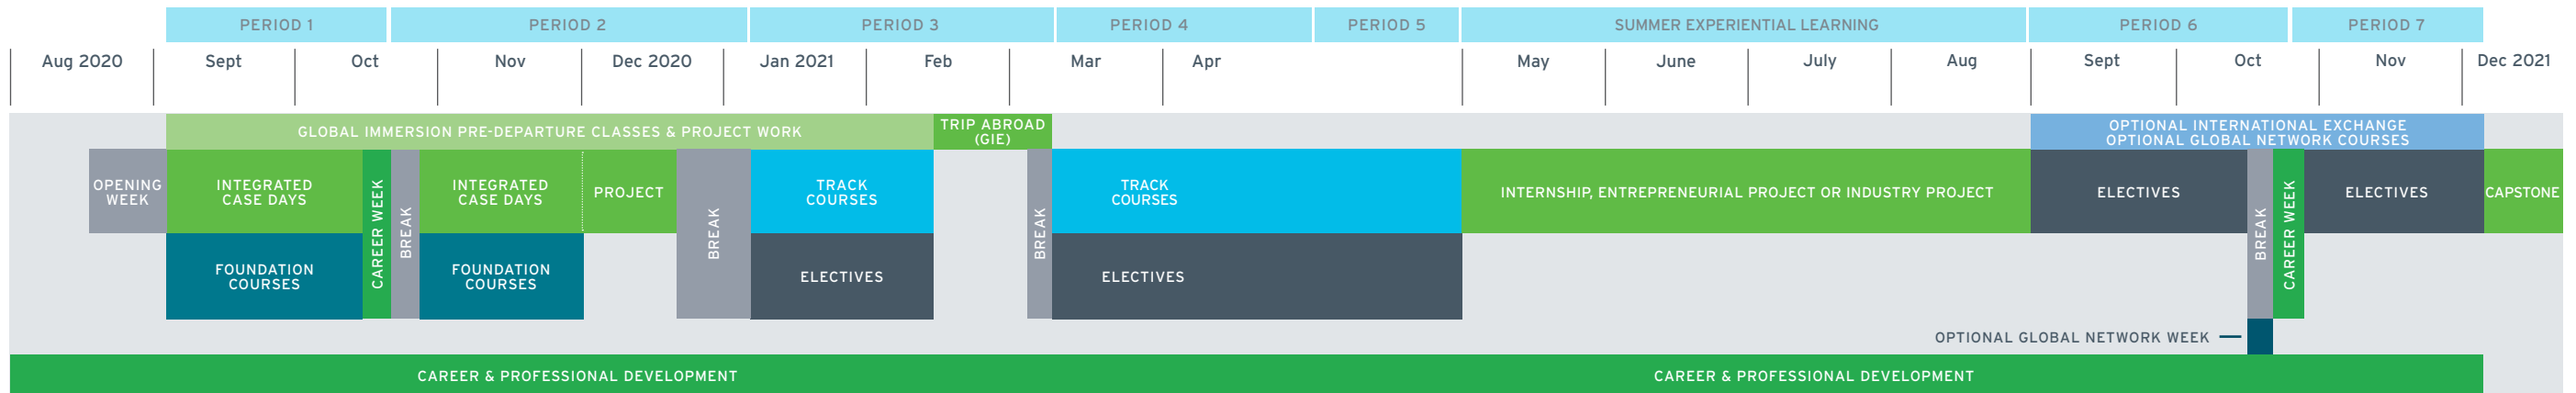 PERIOD 1
PERIOD 2
PERIOD 3
PERIOD 4
PERIOD 5
SUMMER EXPERIENTIAL LEARNING
PERIOD 6
PERIOD 7
Aug 2020
Sept
Oct
Nov
Dec 2020
Jan 2021
Feb
Mar
Apr
May
June
July
Aug
Sept
Oct
Nov
Dec 2021
GLOBAL IMMERSION PRE-DEPARTURE CLASSES & PROJECT WORK
TRIP ABROAD
(GIE)
OPTIONAL INTERNATIONAL EXCHANGE
OPTIONAL GLOBAL NETWORK COURSES
OPENING
WEEK
INTEGRATED
CASE DAYS
CAREER WEEK
BREAK
INTEGRATED
CASE DAYS
PROJECT
BREAK
TRACK
COURSES
BREAK
TRACK
COURSES
INTERNSHIP, ENTREPRENEURIAL PROJECT OR INDUSTRY PROJECT
ELECTIVES
BREAK
CAREER WEEK
ELECTIVES
CAPSTONE
FOUNDATION
COURSES
FOUNDATION
COURSES
ELECTIVES
ELECTIVES
OPTIONAL GLOBAL NETWORK WEEK
CAREER & PROFESSIONAL DEVELOPMENT
CAREER & PROFESSIONAL DEVELOPMENT